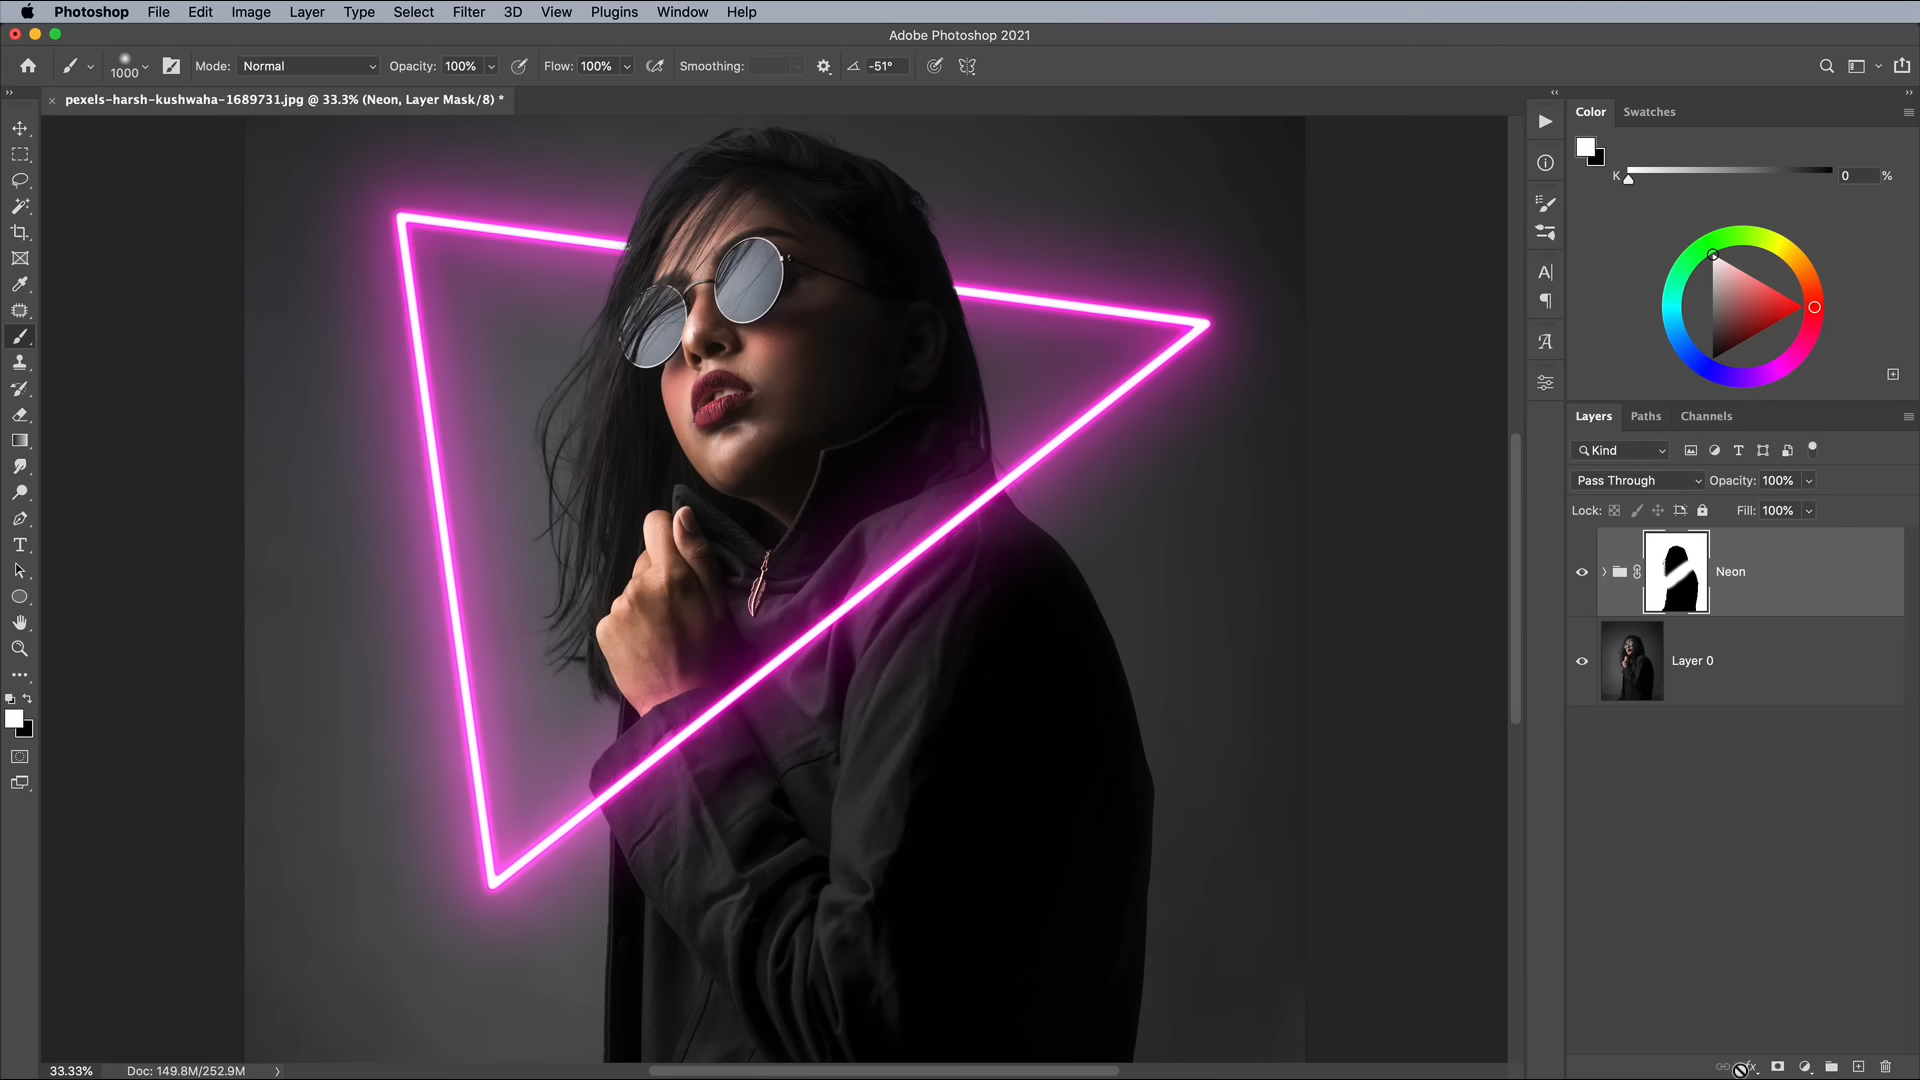 Photoshop File Edit Image Layer Type Select Filter 3D View Plugins Window Help
Adobe Photoshop 2021
1000 Mode: Normal Opacity: 100% Flow: 100% Smoothing: -51°
pexels-harsh-kushwaha-1689731.jpg @ 33.3% (Neon, Layer Mask/8) *
Color Swatches
K 0 %
Layers Paths Channels
Kind
Pass Through Opacity: 100%
Lock: Fill: 100%
Neon
Layer 0
33.33% Doc: 149.8M/252.9M